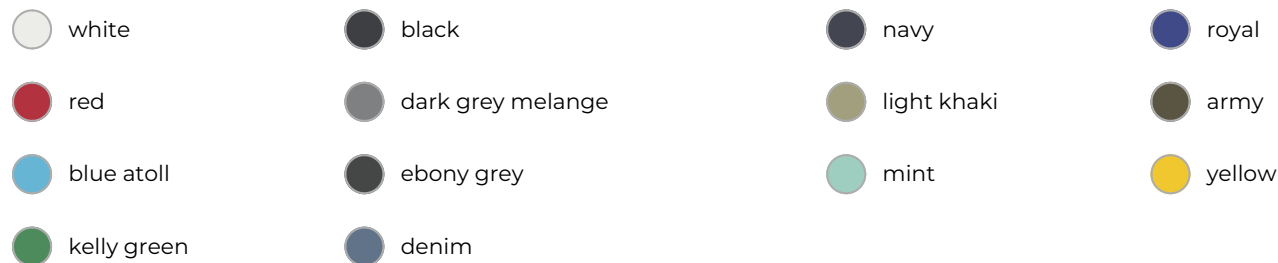 white
black
navy
royal
red
dark grey melange
light khaki
army
blue atoll
ebony grey
mint
yellow
kelly green
denim